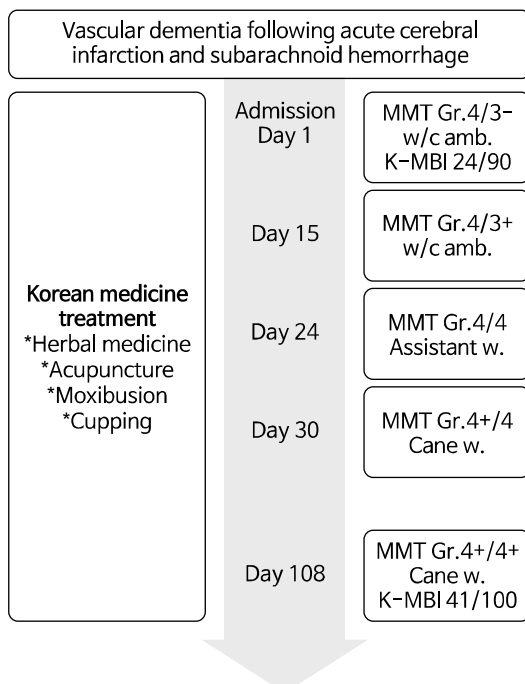 Vascular dementia following acute cerebral
infarction and subarachnoid hemorrhage
Korean medicine
treatment
*Herbal medicine
*Acupuncture
*Moxibusion
*Cupping
Admission
Day 1
MMT Gr.4/3-
w/c amb.
K-MBI 24/90
Day 15
MMT Gr.4/3+
w/c amb.
Day 24
MMT Gr.4/4
Assistant w.
Day 30
MMT Gr.4+/4
Cane w.
Day 108
MMT Gr.4+/4+
Cane w.
K-MBI 41/100